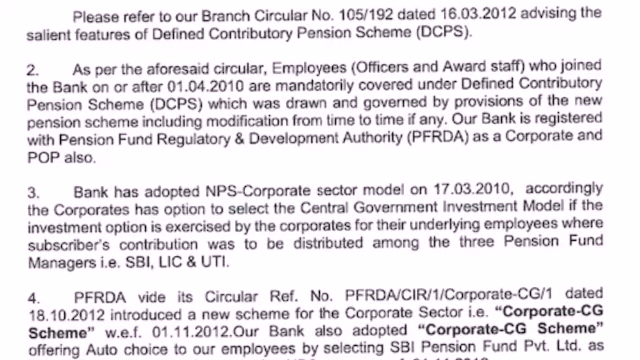 Please refer to our Branch Circular No. 105/192 dated 16.03.2012 advising the
salient features of Defined Contributory Pension Scheme (DCPS).
2. As per the aforesaid circular, Employees (Officers and Award staff) who joined
the Bank on or after 01.04.2010 are mandatorily covered under Defined Contributory
Pension Scheme (DCPS) which was drawn and governed by provisions of the new
pension scheme including modification from time to time if any. Our Bank is registered
with Pension Fund Regulatory & Development Authority (PFRDA) as a Corporate and
POP also.
3. Bank has adopted NPS-Corporate sector model on 17.03.2010, accordingly
the Corporates has option to select the Central Government Investment Model if the
investment option is exercised by the corporates for their underlying employees where
subscriber's contribution was to be distributed among the three Pension Fund
Managers i.e. SBI, LIC & UTI.
4. PFRDA vide its Circular Ref. No. PFRDA/CIR/1/Corporate-CG/1 dated
18.10.2012 introduced a new scheme for the Corporate Sector i.e. "Corporate-CG
Scheme" w.e.f. 01.11.2012.Our Bank also adopted "Corporate-CG Scheme"
offering Auto choice to our employees by selecting SBI Pension Fund Pvt. Ltd. as